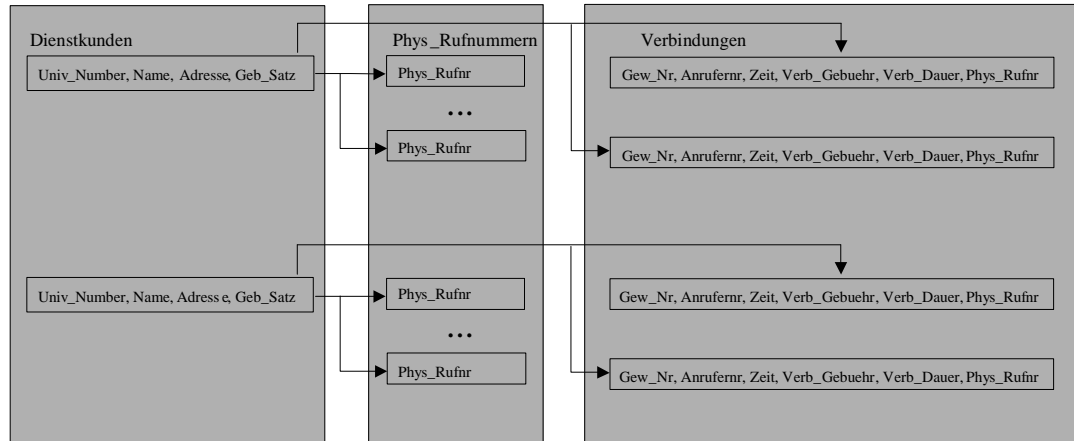 Dienstkunden
Phys_Rufnummern
Verbindungen
Univ_Number, Name, Adresse, Geb_Satz
Phys_Rufnr
Gew_Nr, Anrufernr, Zeit, Verb_Gebuehr, Verb_Dauer, Phys_Rufnr
...
Phys_Rufnr
Gew_Nr, Anrufernr, Zeit, Verb_Gebuehr, Verb_Dauer, Phys_Rufnr
Univ_Number, Name, Adresse, Geb_Satz
Phys_Rufnr
Gew_Nr, Anrufernr, Zeit, Verb_Gebuehr, Verb_Dauer, Phys_Rufnr
...
Phys_Rufnr
Gew_Nr, Anrufernr, Zeit, Verb_Gebuehr, Verb_Dauer, Phys_Rufnr